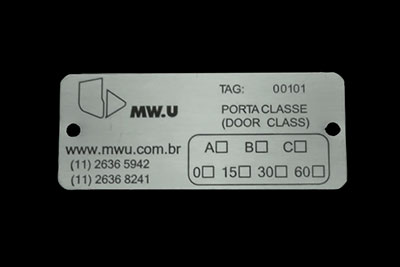 MW.U
TAG: 00101
PORTA CLASSE
(DOOR CLASS)
www.mwu.com.br
(11) 2636 5942
(11) 2636 8241
A☐ B☐ C☐
0☐ 15☐ 30☐ 60☐